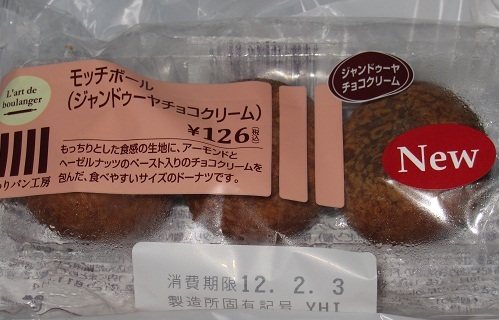 L'art de
boulanger
モッチボール
(ジャンドゥーヤチョコクリーム)
¥126(税込)
もっちりとした食感の生地に、アーモンドと
ヘーゼルナッツのペースト入りのチョコクリームを
包んだ、食べやすいサイズのドーナツです。
りパン工房
ジャンドゥーヤ
チョコクリーム
New
消費期限 12. 2. 3
製造所固有記号 YHI